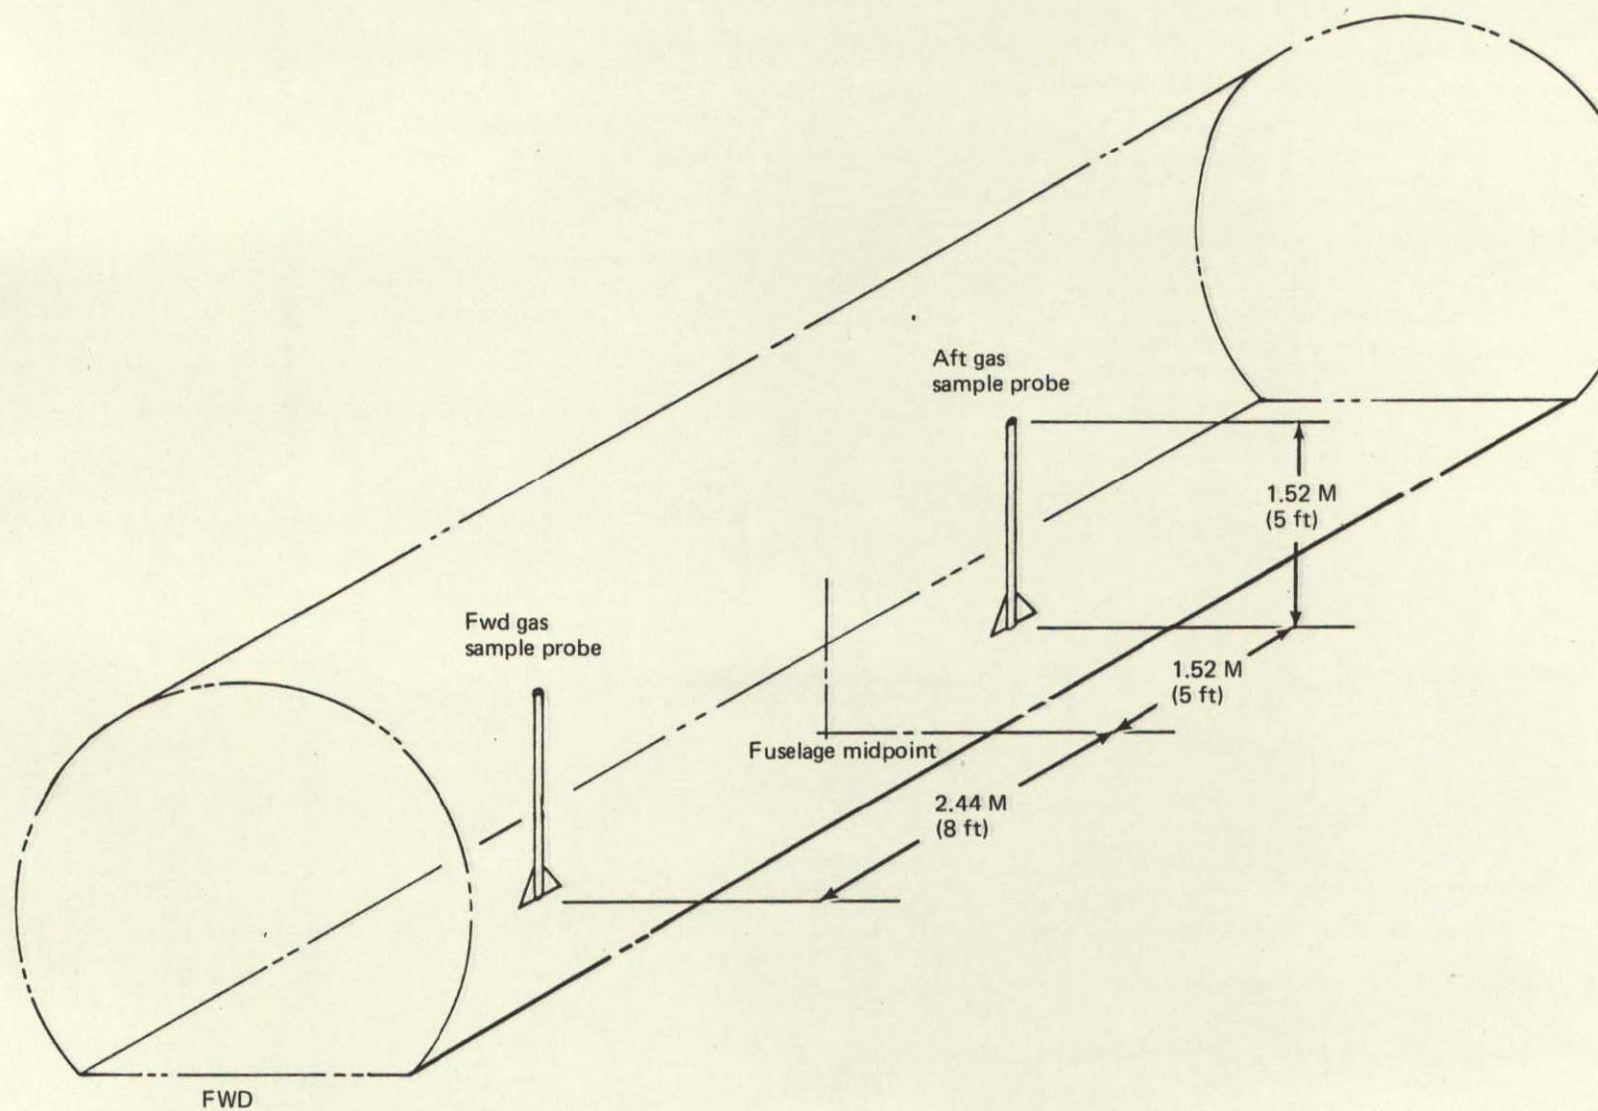 Aft gas
sample probe
1.52 M
(5 ft)
Fwd gas
sample probe
1.52 M
(5 ft)
Fuselage midpoint
2.44 M
(8 ft)
FWD